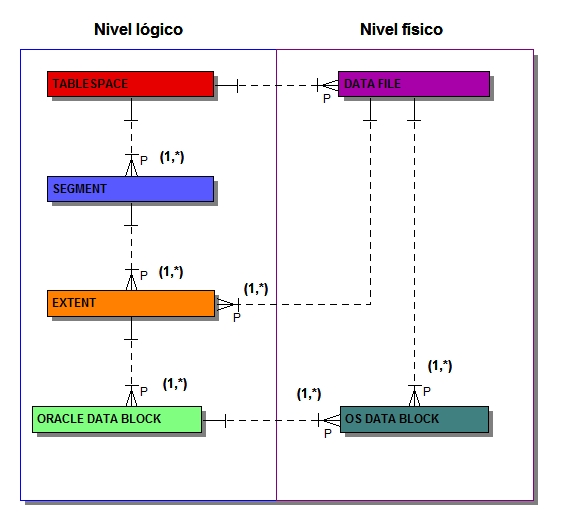 Nivel lógico
Nivel físico
TABLESPACE
DATA FILE
P
P
(1,*)
SEGMENT
P
(1,*)
(1,*)
EXTENT
P
P
(1,*)
(1,*)
P
(1,*)
P
ORACLE DATA BLOCK
OS DATA BLOCK
P